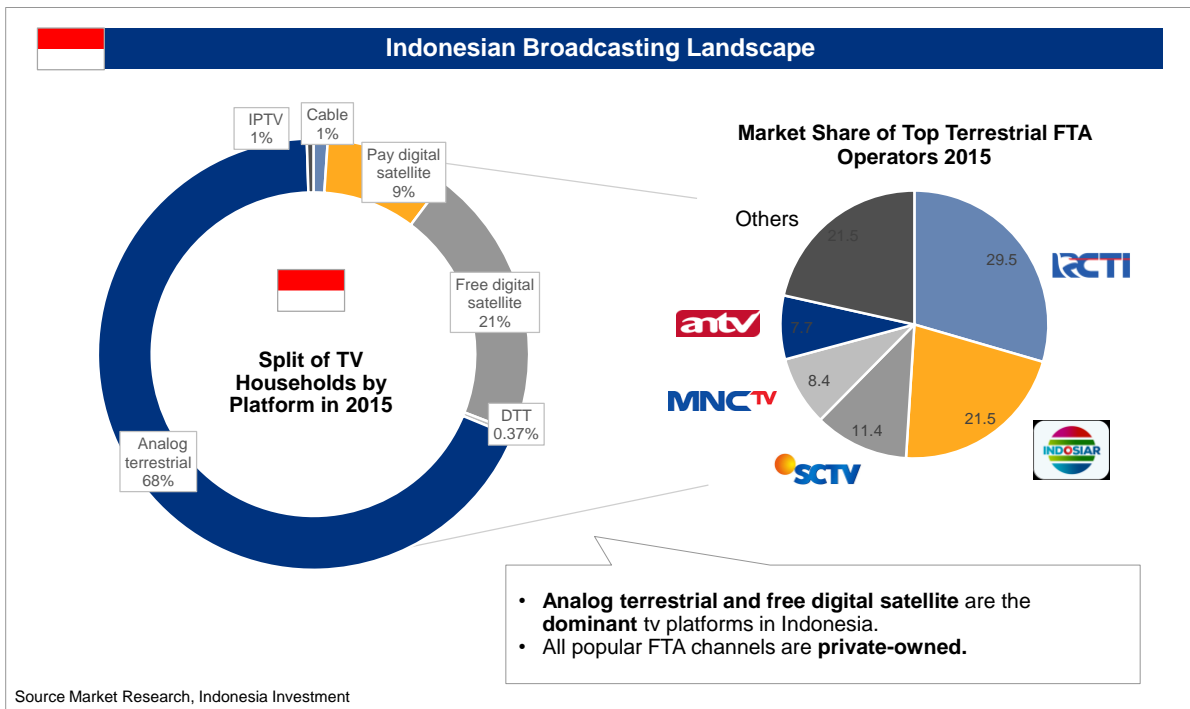 Indonesian Broadcasting Landscape
IPTV
1%
Cable
1%
Pay digital
satellite
9%
Free digital
satellite
21%
DTT
0.37%
Analog
terrestrial
68%
Split of TV
Households by
Platform in 2015
Market Share of Top Terrestrial FTA
Operators 2015
Others
21.5
29.5
RCTI
antv
7.7
MNCTV
8.4
11.4
21.5
SCTV
INDOSIAR
• Analog terrestrial and free digital satellite are the
dominant tv platforms in Indonesia.
• All popular FTA channels are private-owned.
Source Market Research, Indonesia Investment